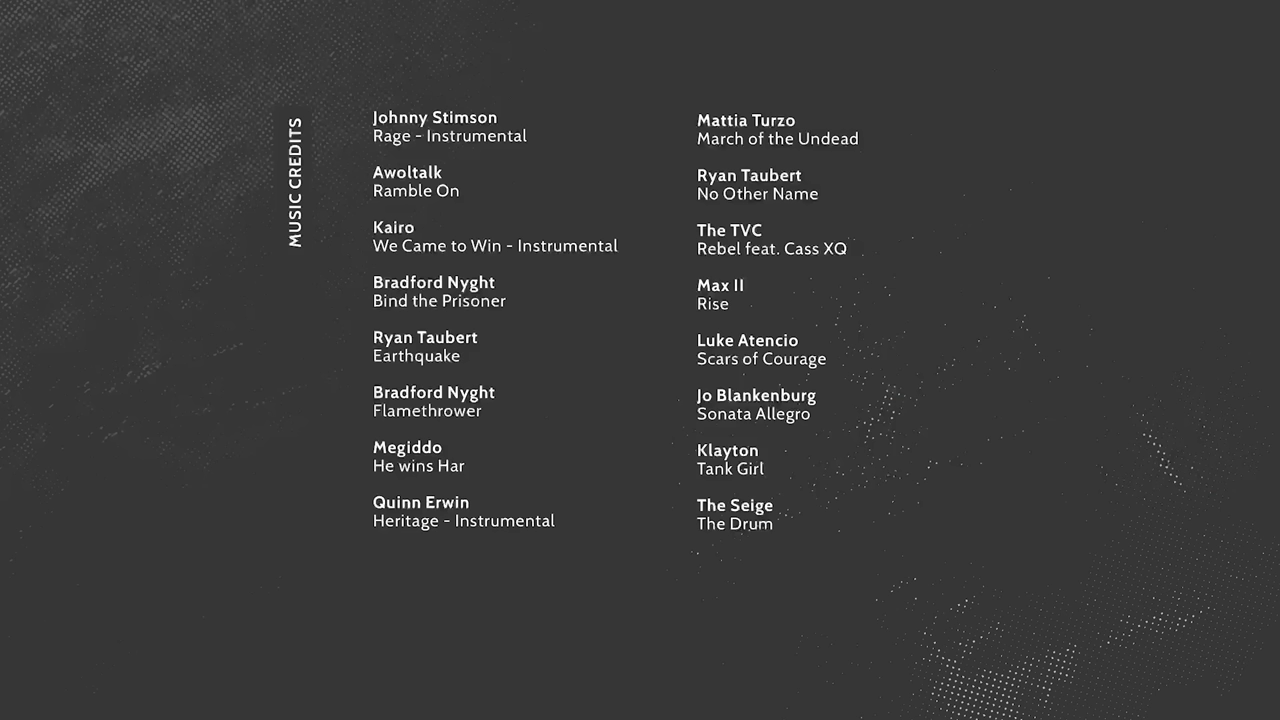 MUSIC CREDITS
Johnny Stimson
Rage - Instrumental
Awoltalk
Ramble On
Kairo
We Came to Win - Instrumental
Bradford Nyght
Bind the Prisoner
Ryan Taubert
Earthquake
Bradford Nyght
Flamethrower
Megiddo
He wins Har
Quinn Erwin
Heritage - Instrumental
Mattia Turzo
March of the Undead
Ryan Taubert
No Other Name
The TVC
Rebel feat. Cass XQ
Max II
Rise
Luke Atencio
Scars of Courage
Jo Blankenburg
Sonata Allegro
Klayton
Tank Girl
The Seige
The Drum